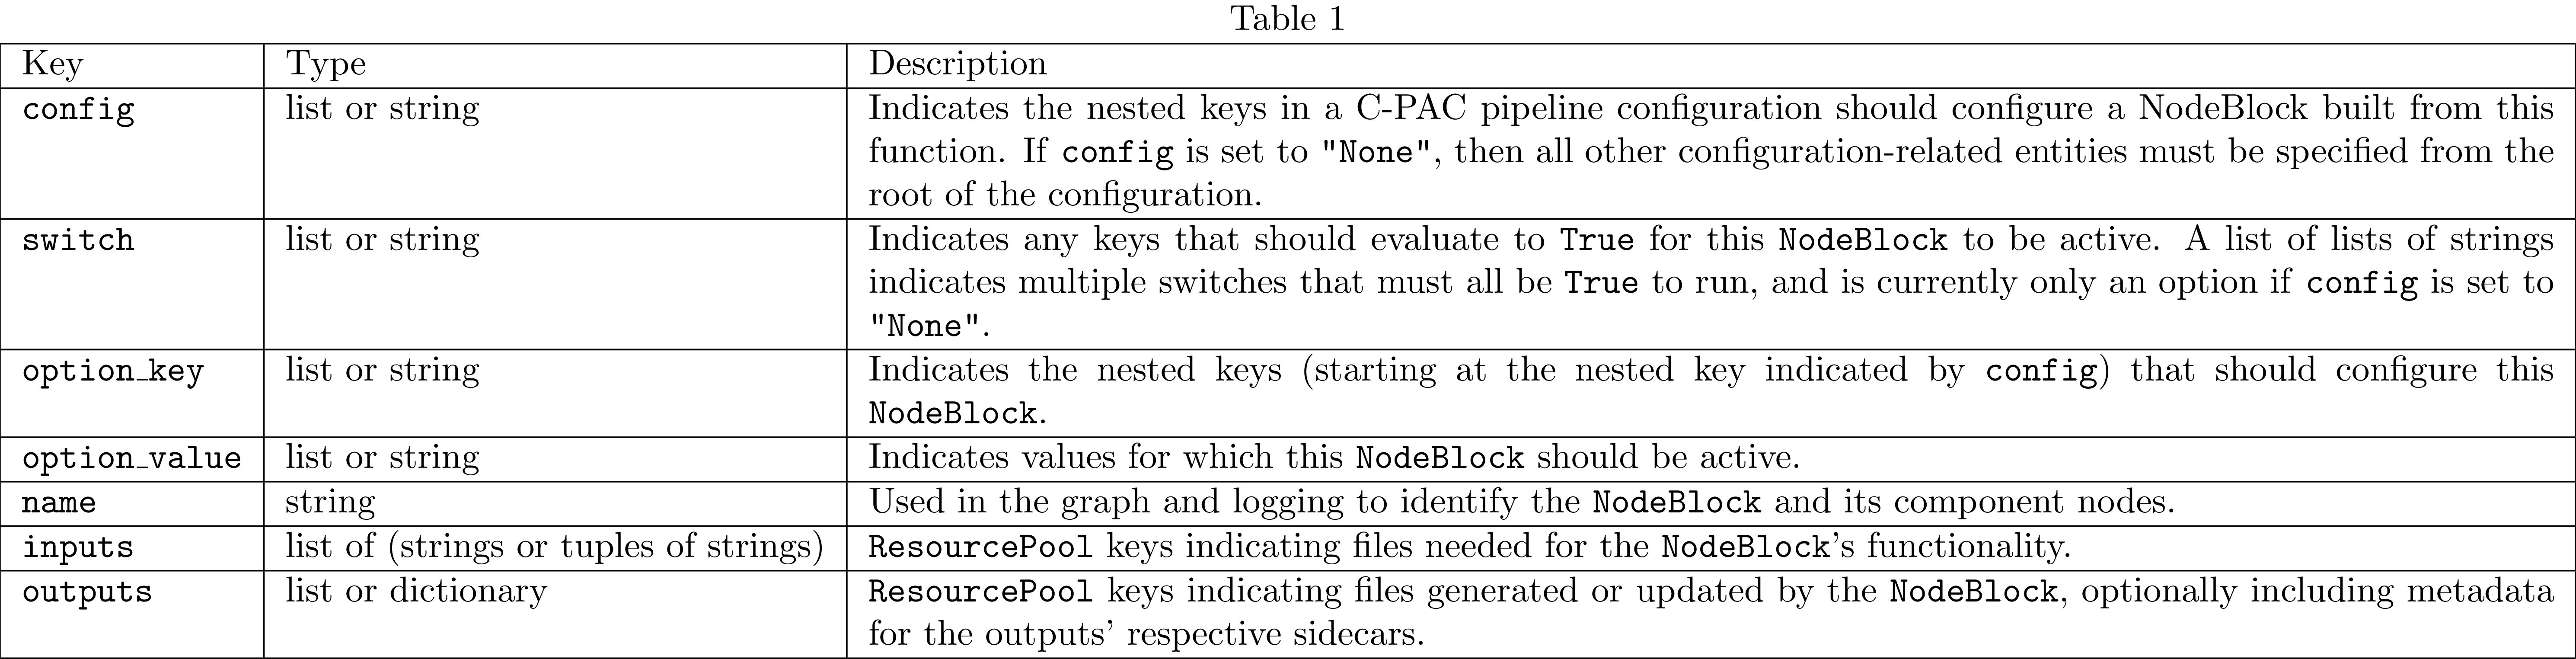 Table 1
Key Type Description
config list or string Indicates the nested keys in a C-PAC pipeline configuration should configure a NodeBlock built from this
function. If config is set to "None", then all other configuration-related entities must be specified from the
root of the configuration.
switch list or string Indicates any keys that should evaluate to True for this NodeBlock to be active. A list of lists of strings
indicates multiple switches that must all be True to run, and is currently only an option if config is set to
"None".
option_key list or string Indicates the nested keys (starting at the nested key indicated by config) that should configure this
NodeBlock.
option_value list or string Indicates values for which this NodeBlock should be active.
name string Used in the graph and logging to identify the NodeBlock and its component nodes.
inputs list of (strings or tuples of strings) ResourcePool keys indicating files needed for the NodeBlock’s functionality.
outputs list or dictionary ResourcePool keys indicating files generated or updated by the NodeBlock, optionally including metadata
for the outputs’ respective sidecars.